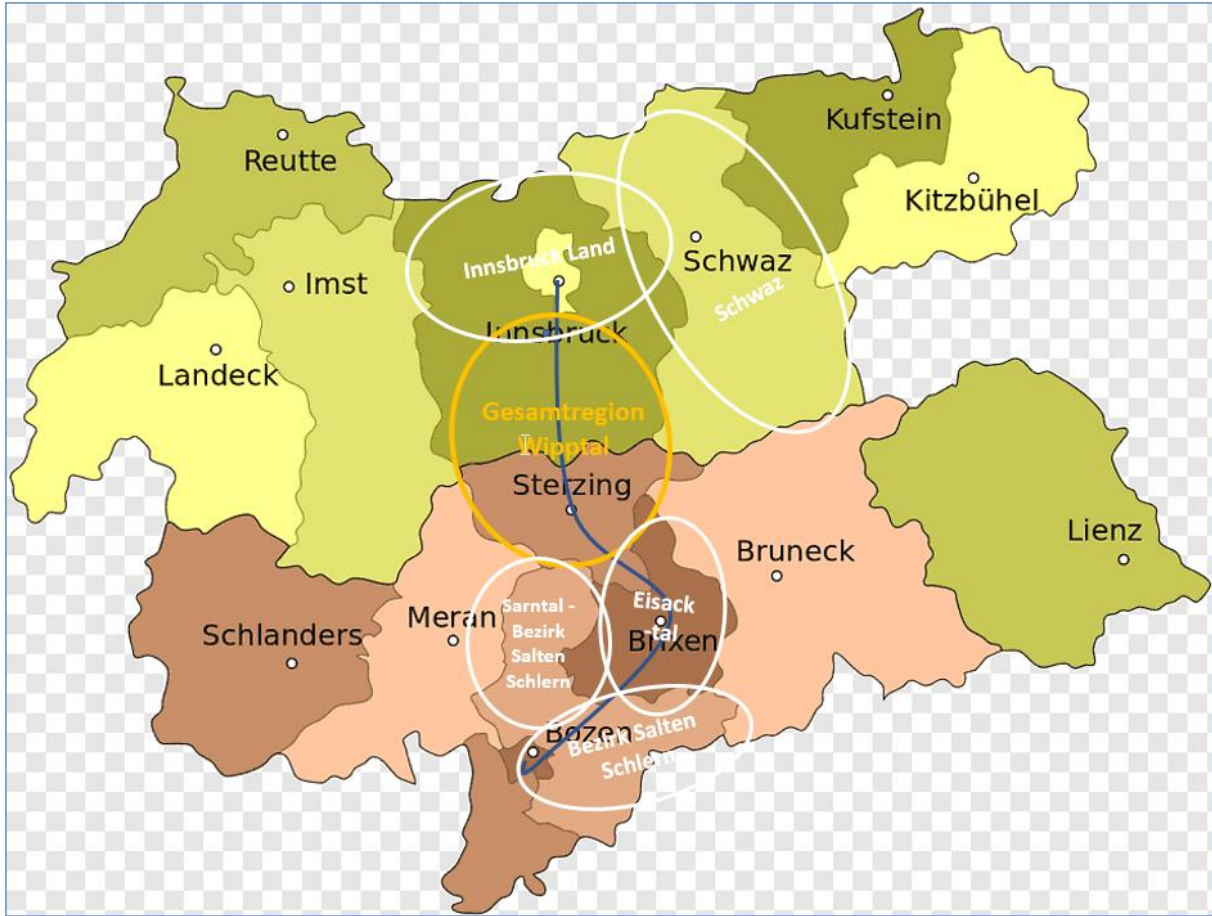 Kufstein
Reutte
Kitzbühel
Innsbruck Land
Schwaz
Schwaz
Imst
Innsbruck
Landeck
Gesamtregion
Wipptal
Sterzing
Lienz
Bruneck
Sarntal -
Bezirk
Salten
Schlern
Meran
Eisack
-tal
Brixen
Schlanders
Bozen
Bezirk Salten
Schlern